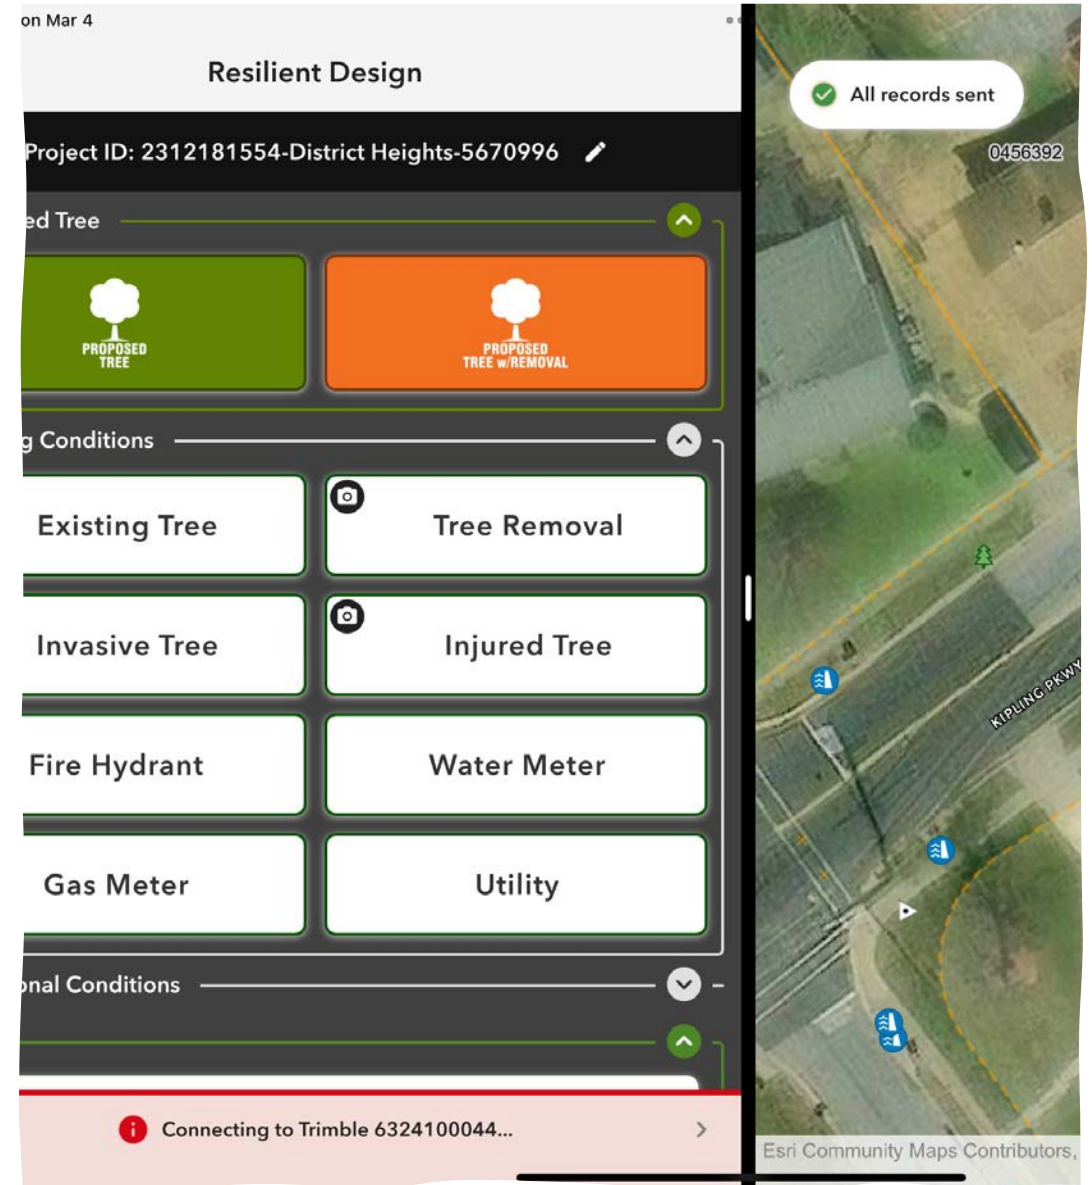 on Mar 4
Resilient Design
Project ID: 2312181554-District Heights-5670996
ed Tree
PROPOSED
TREE
PROPOSED
TREE w/REMOVAL
g Conditions
Existing Tree
Tree Removal
Invasive Tree
Injured Tree
Fire Hydrant
Water Meter
Gas Meter
Utility
onal Conditions
Connecting to Trimble 6324100044...
All records sent
0456392
KIPLING PKWY
Esri Community Maps Contributors,